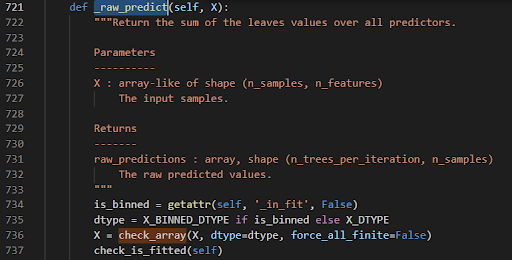 721 def _raw_predict(self, X):
722 """Return the sum of the leaves values over all predictors.
723
724 Parameters
725 ----------
726 X : array-like of shape (n_samples, n_features)
727 The input samples.
728
729 Returns
730 -------
731 raw_predictions : array, shape (n_trees_per_iteration, n_samples)
732 The raw predicted values.
733 """
734 is_binned = getattr(self, '_in_fit', False)
735 dtype = X_BINNED_DTYPE if is_binned else X_DTYPE
736 X = check_array(X, dtype=dtype, force_all_finite=False)
737 check_is_fitted(self)